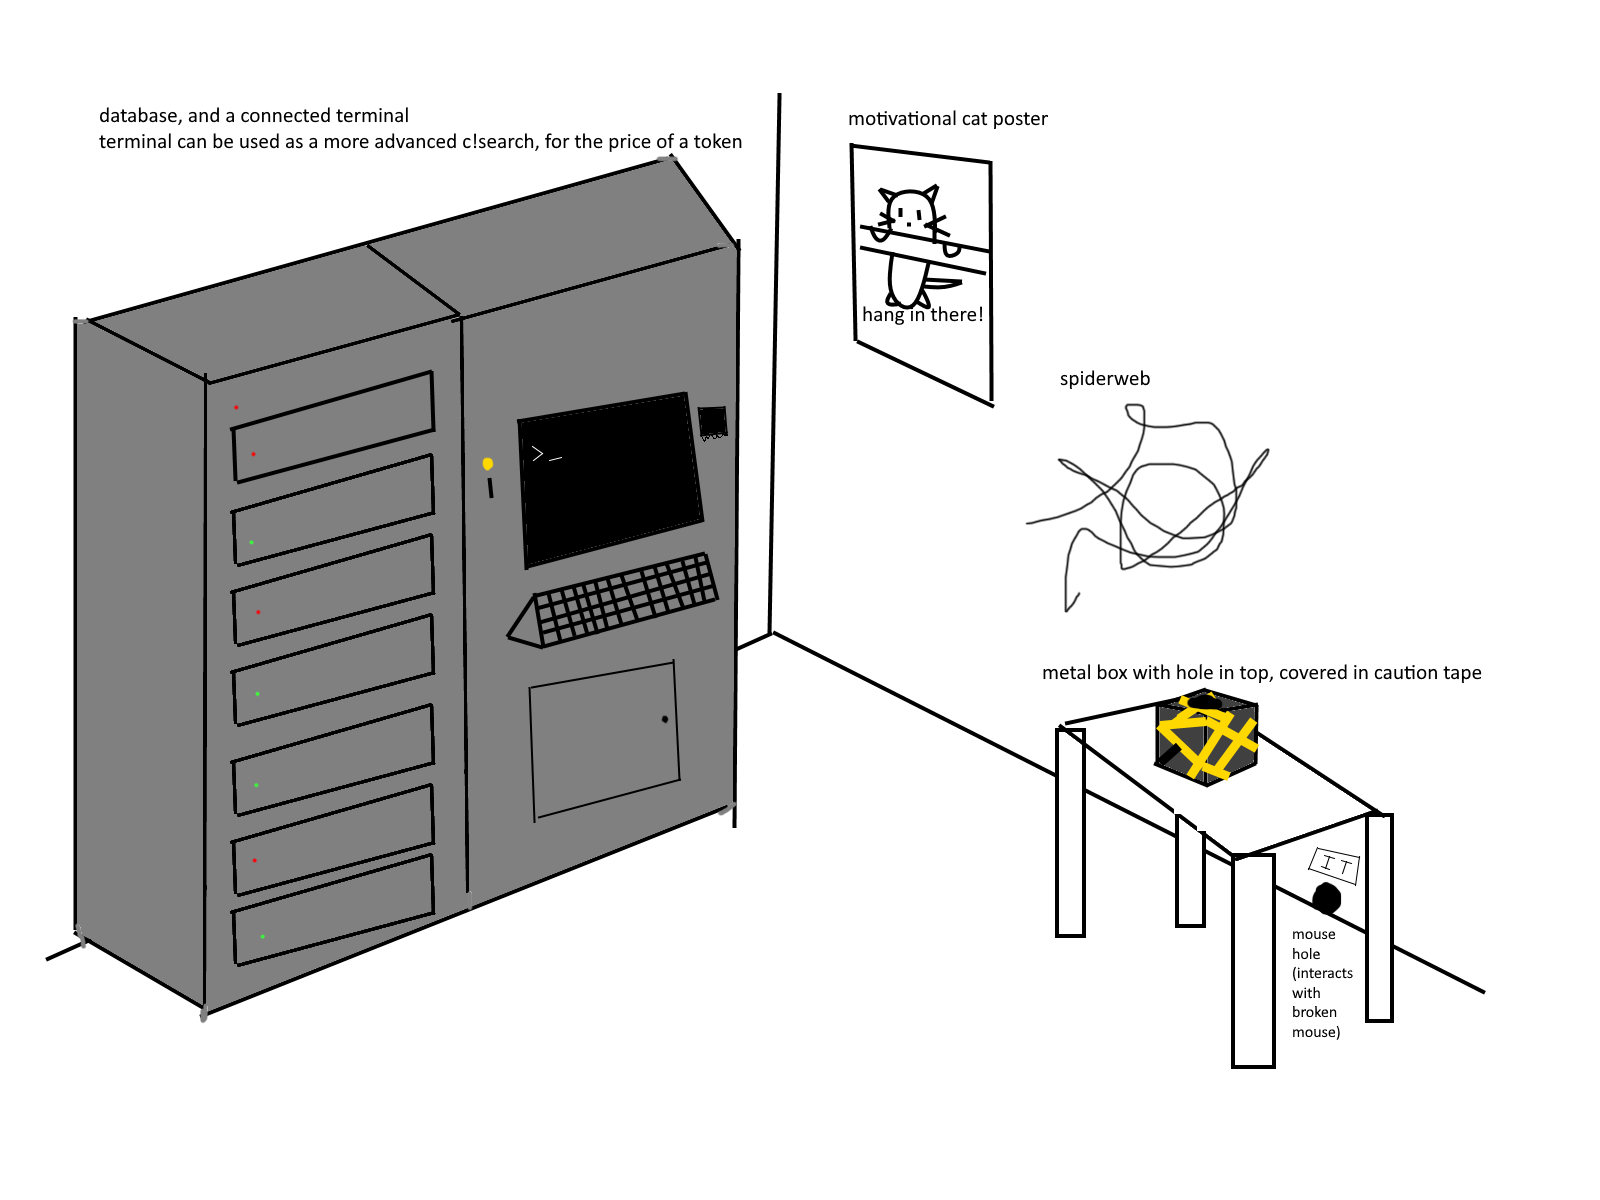 database, and a connected terminal
terminal can be used as a more advanced c!search, for the price of a token
motivational cat poster
hang in there!
spiderweb
>_
metal box with hole in top, covered in caution tape
IT
mouse
hole
(interacts
with
broken
mouse)